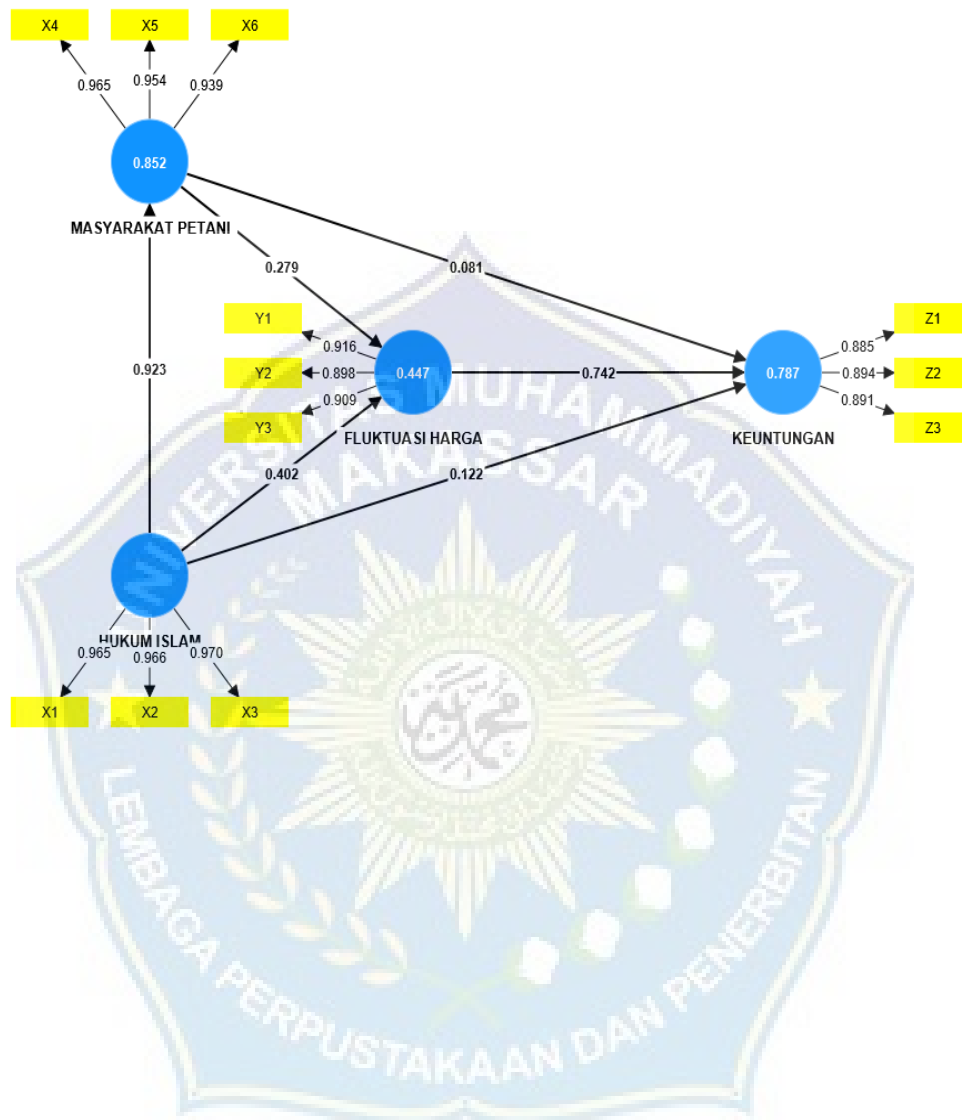 X4 X5 X6
0.965 0.954 0.939
0.852
MASYARAKAT PETANI
0.279
0.081
0.923
Y1
Y2
Y3
0.916
0.898
0.909
0.447
FLUKTUASI HARGA
0.742
0.787
KEUNTUNGAN
0.885
0.894
0.891
Z1
Z2
Z3
0.402
0.122
HUKUM ISLAM
0.965 0.966 0.970
X1 X2 X3
UNIVERSITAS MUHAMMADIYAH
MAKASSAR
LEMBAGA PERPUSTAKAAN DAN PENERBITAN